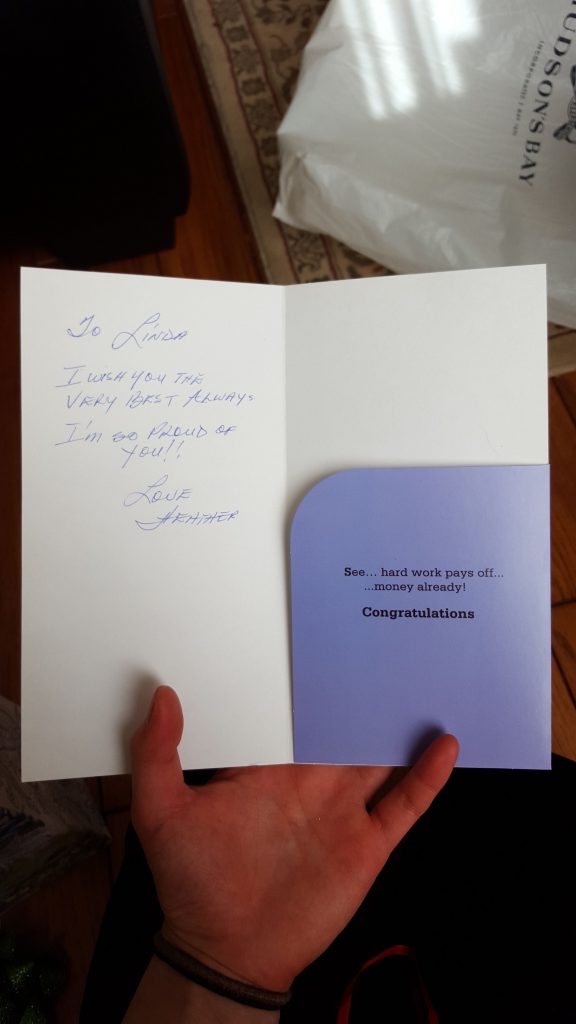 HUDSON'S BAY
To Linda
I WISH YOU THE
VERY BEST ALWAYS
I'M SO PROUD OF
YOU!!
LOVE
HEATHER
See... hard work pays off...
...money already!
Congratulations